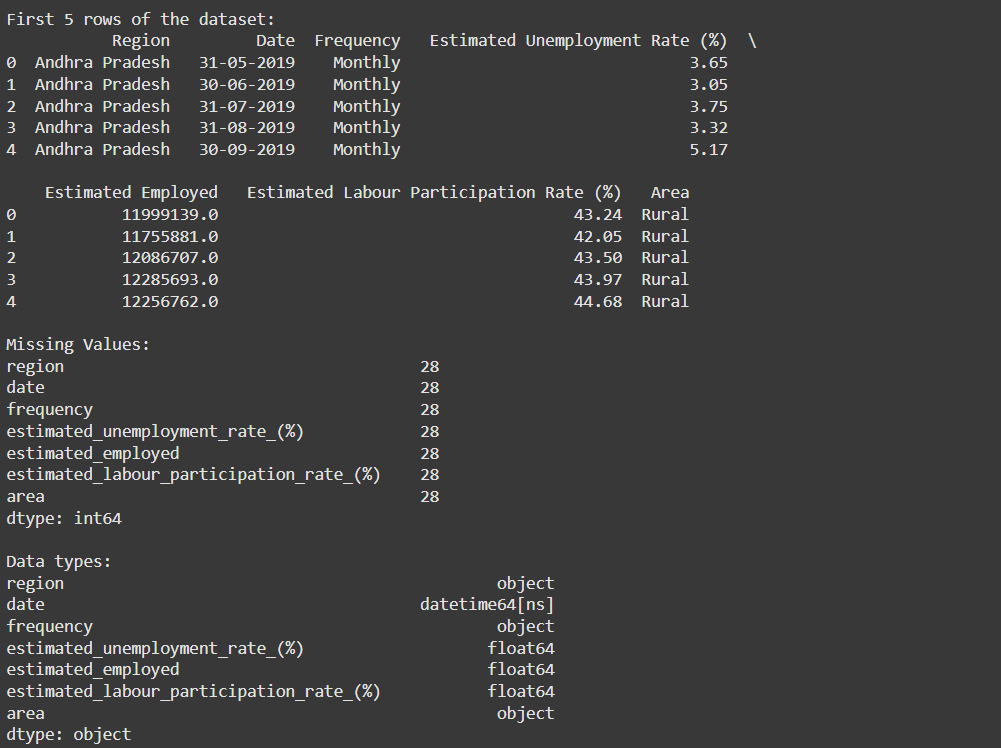 First 5 rows of the dataset:
           Region        Date  Frequency   Estimated Unemployment Rate (%)  \
0  Andhra Pradesh   31-05-2019    Monthly                              3.65
1  Andhra Pradesh   30-06-2019    Monthly                              3.05
2  Andhra Pradesh   31-07-2019    Monthly                              3.75
3  Andhra Pradesh   31-08-2019    Monthly                              3.32
4  Andhra Pradesh   30-09-2019    Monthly                              5.17
    Estimated Employed   Estimated Labour Participation Rate (%)   Area
0           11999139.0                                     43.24  Rural
1           11755881.0                                     42.05  Rural
2           12086707.0                                     43.50  Rural
3           12285693.0                                     43.97  Rural
4           12256762.0                                     44.68  Rural
Missing Values:
region                                     28
date                                       28
frequency                                  28
estimated_unemployment_rate_(%)            28
estimated_employed                         28
estimated_labour_participation_rate_(%)    28
area                                       28
dtype: int64
Data types:
region                                             object
date                                       datetime64[ns]
frequency                                          object
estimated_unemployment_rate_(%)                   float64
estimated_employed                                float64
estimated_labour_participation_rate_(%)           float64
area                                               object
dtype: object